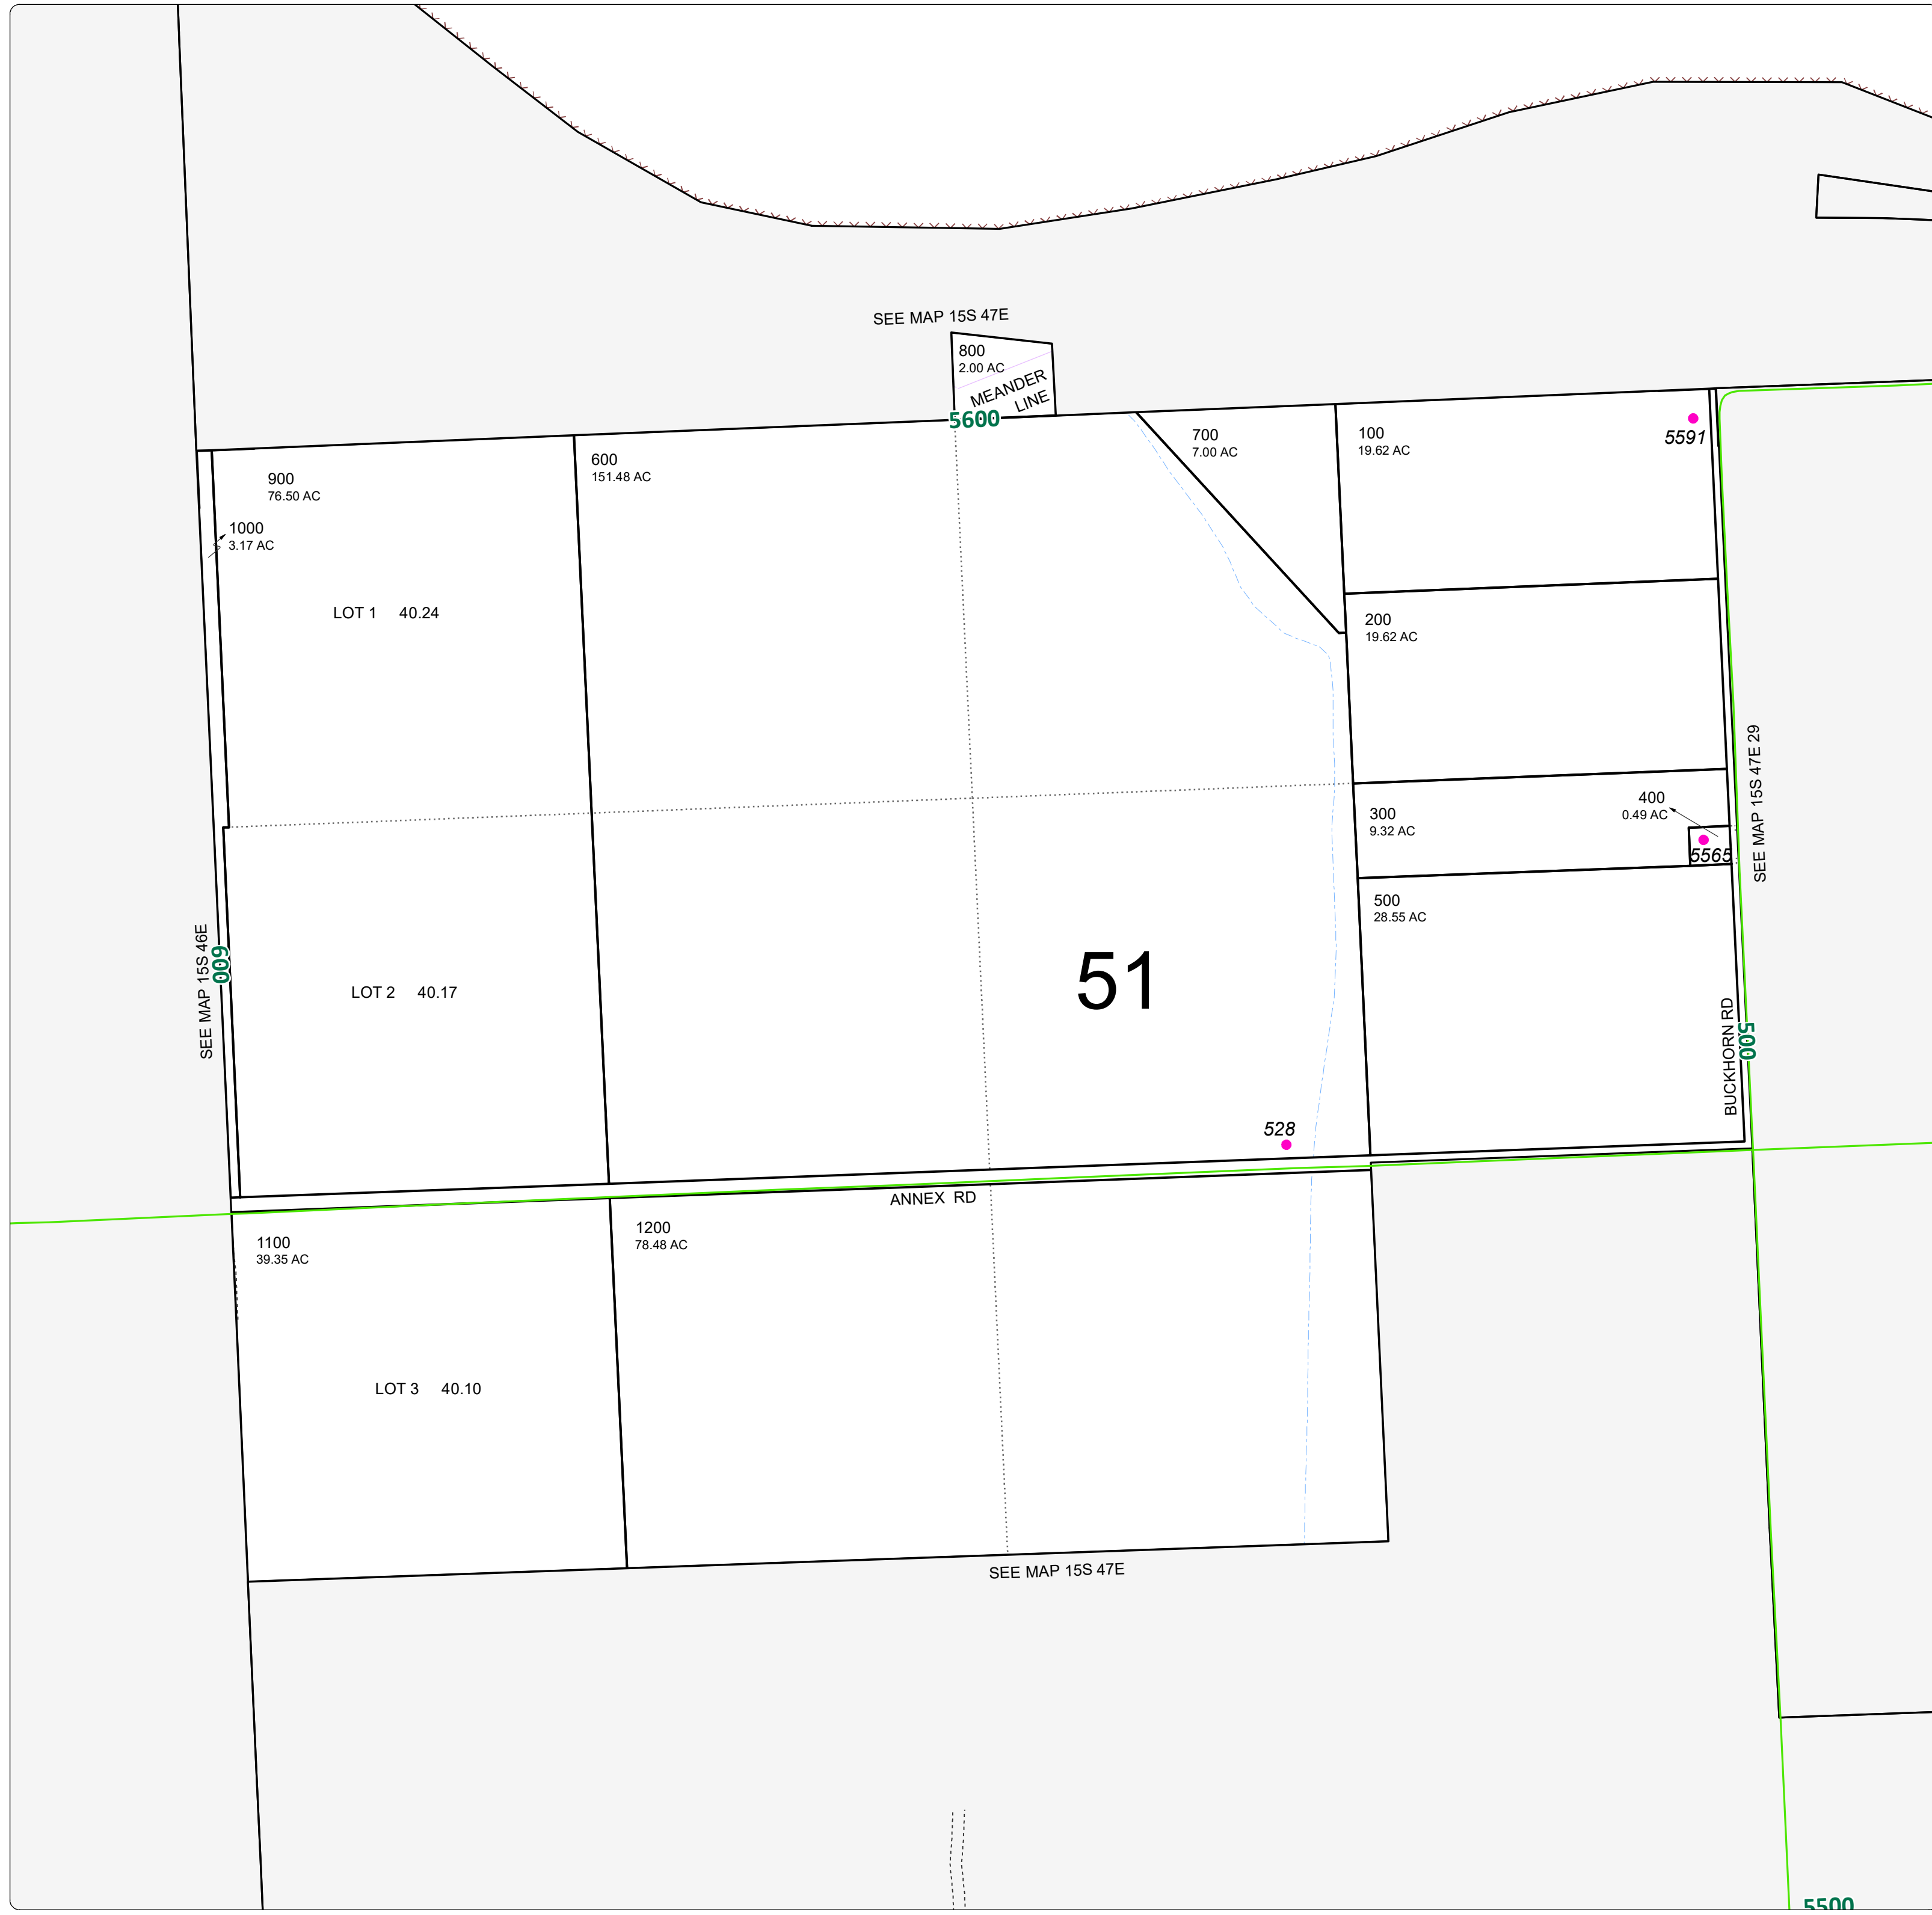 SEE MAP 15S 47E
800
2.00 AC
MEANDER
LINE
5600
700
7.00 AC
100
19.62 AC
5591
900
76.50 AC
600
151.48 AC
1000
3.17 AC
LOT 1 40.24
200
19.62 AC
SEE MAP 15S 47E 29
300
9.32 AC
400
0.49 AC
5565
500
28.55 AC
SEE MAP 15S 46E
600
LOT 2 40.17
51
BUCKHORN RD
500
528
ANNEX RD
1100
39.35 AC
1200
78.48 AC
LOT 3 40.10
SEE MAP 15S 47E
5500